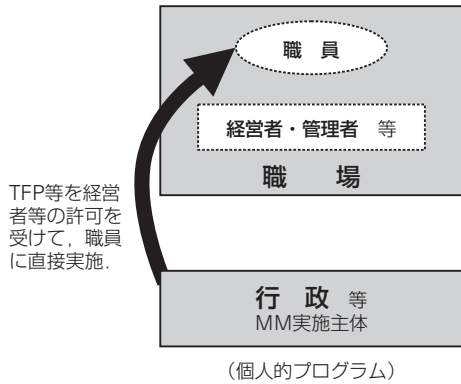 職 員
経営者・管理者 等
職 場
TFP等を経営
者等の許可を
受けて，職員
に直接実施．
行 政 等
MM実施主体
（個人的プログラム）